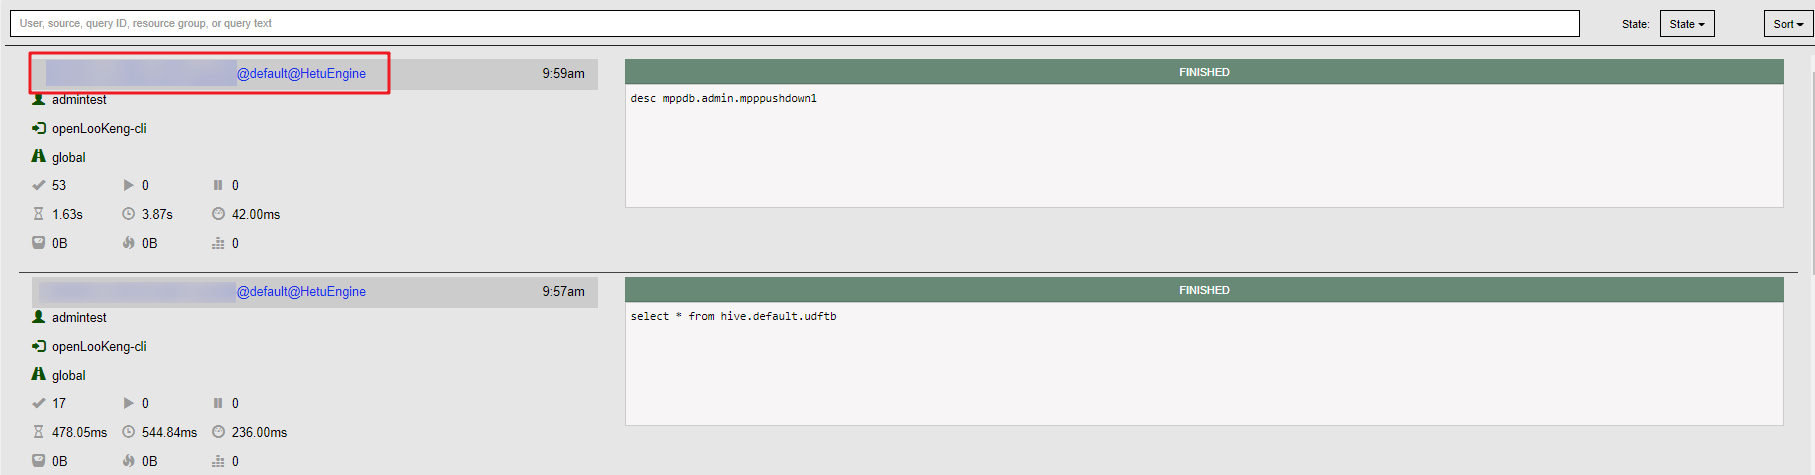 User, source, query ID, resource group, or query text State: State Sort
@default@HetuEngine 9:59am
FINISHED
admintest
openLooKeng-cli
global
53 0 0
1.63s 3.87s 42.00ms
0B 0B 0
desc mppdb.admin.mpppushdown1
@default@HetuEngine 9:57am
FINISHED
admintest
openLooKeng-cli
global
17 0 0
478.05ms 544.84ms 236.00ms
0B 0B 0
select * from hive.default.udftb